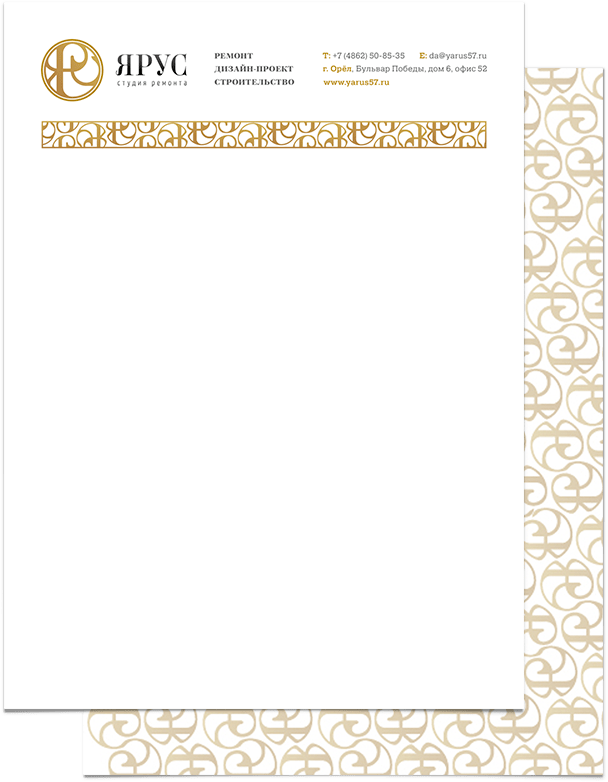 ЯРУС
студия ремонта
РЕМОНТ
ДИЗАЙН-ПРОЕКТ
СТРОИТЕЛЬСТВО
Т: +7 (4862) 50-85-35 Е: da@yarus57.ru
г. Орёл, Бульвар Победы, дом 6, офис 52
www.yarus57.ru